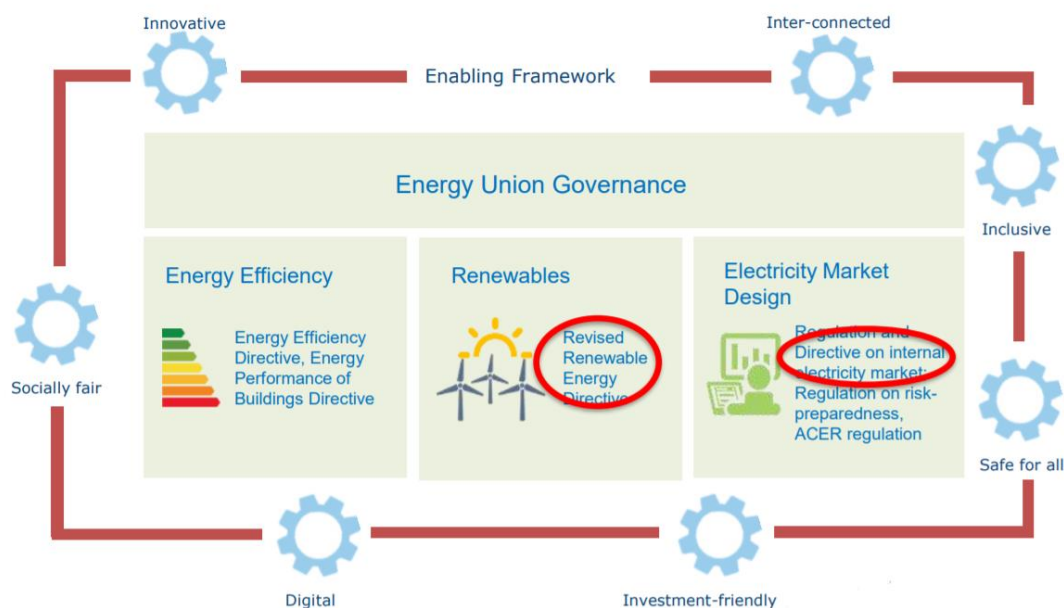 Innovative
Inter-connected
Enabling Framework
Energy Union Governance
Inclusive
Energy Efficiency
Energy Efficiency
Directive, Energy
Performance of
Buildings Directive
Renewables
Revised
Renewable
Energy
Directive
Electricity Market
Design
Regulation and
Directive on internal
electricity market;
Regulation on risk-
preparedness,
ACER regulation
Socially fair
Safe for all
Digital
Investment-friendly